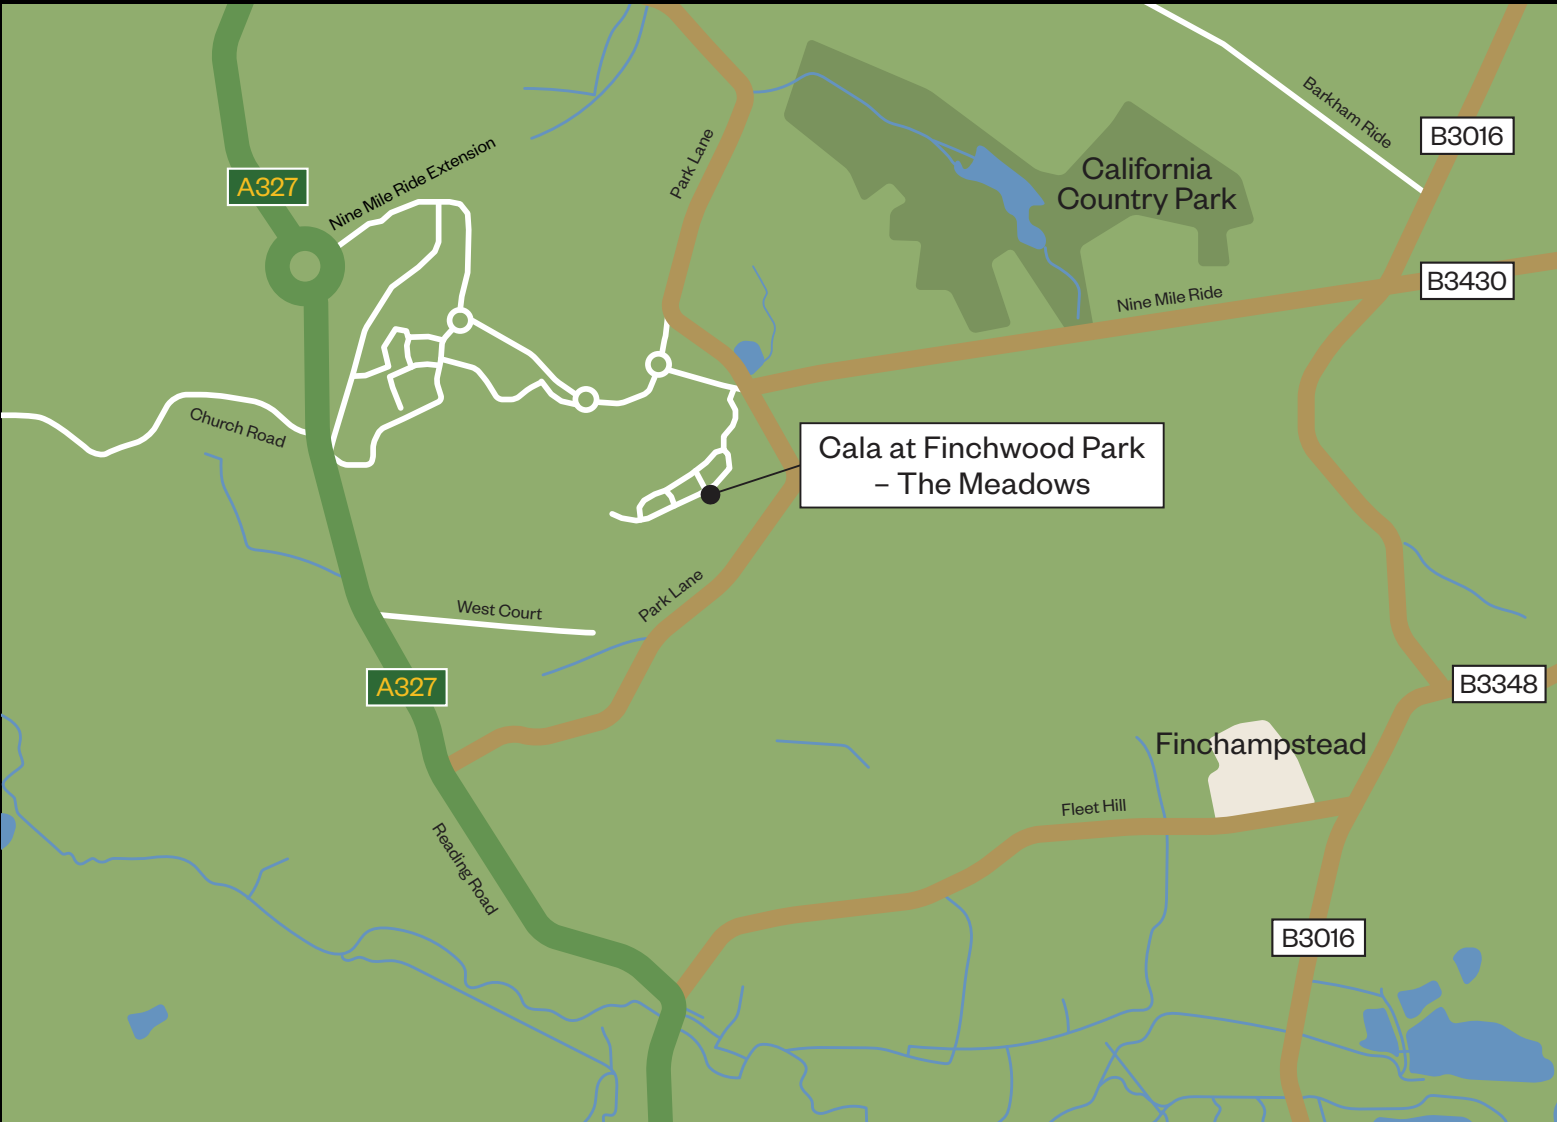 Barkham Ride
B3016
Park Lane
California
Country Park
Nine Mile Ride Extension
A327
B3430
Nine Mile Ride
Church Road
Cala at Finchwood Park
– The Meadows
Park Lane
West Court
A327
B3348
Finchampstead
Fleet Hill
Reading Road
B3016